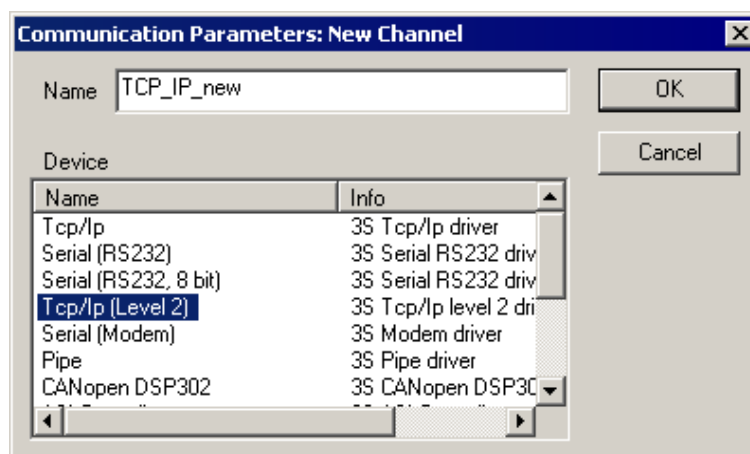 Communication Parameters: New Channel
Name TCP_IP_new OK
Cancel
Device
Name Info
Tcp/Ip 3S Tcp/Ip driver
Serial (RS232) 3S Serial RS232 driv
Serial (RS232, 8 bit) 3S Serial RS232 driv
Tcp/Ip (Level 2) 3S Tcp/Ip level 2 dri
Serial (Modem) 3S Modem driver
Pipe 3S Pipe driver
CANopen DSP302 3S CANopen DSP30